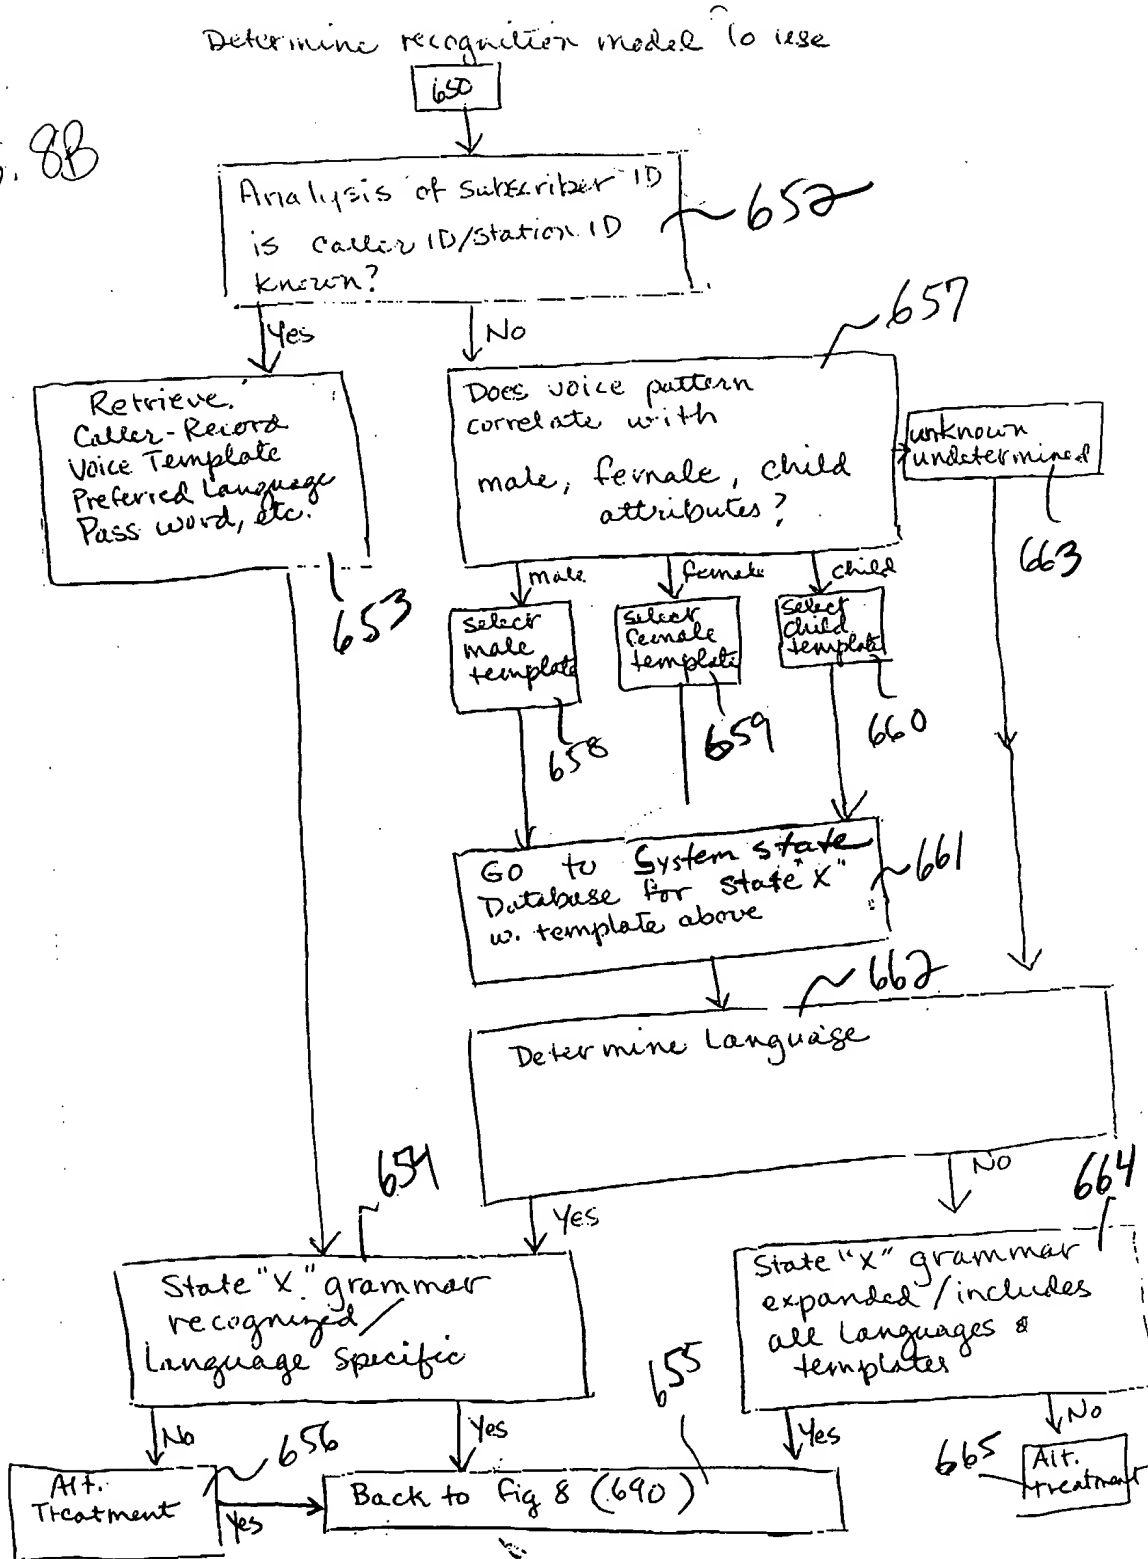 Determine recognition model to use
650
. 8B
Analysis of subscriber ID
is caller ID/station ID
known?
652
Yes
No
657
Retrieve.
Caller-Record
Voice Template
Preferred Language
Pass word, etc.
653
Does voice pattern
correlate with
male, female, child
attributes?
unknown
undetermined
663
male
female
child
select
male
template
select
female
template
select
child
template
658
659
660
Go to System state
Database for state "X"
w. template above
661
662
Determine Language
654
Yes
No
664
State "X" grammar
recognized/
Language specific
State "X" grammar
expanded/includes
all languages &
templates
655
No
Yes
Yes
No
656
Alt.
Treatment
Yes
Back to fig 8 (690)
665
Alt.
treatment